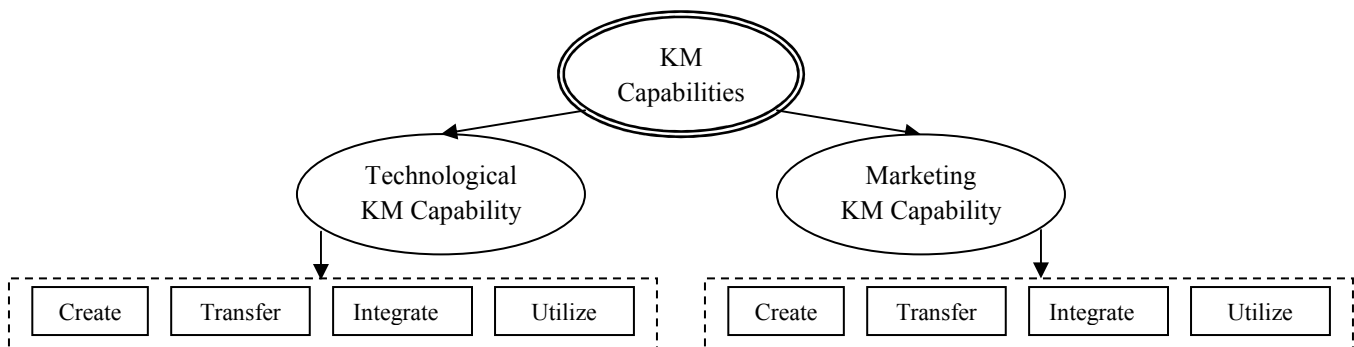 KM
Capabilities
Technological
KM Capability
Marketing
KM Capability
Create
Transfer
Integrate
Utilize
Create
Transfer
Integrate
Utilize